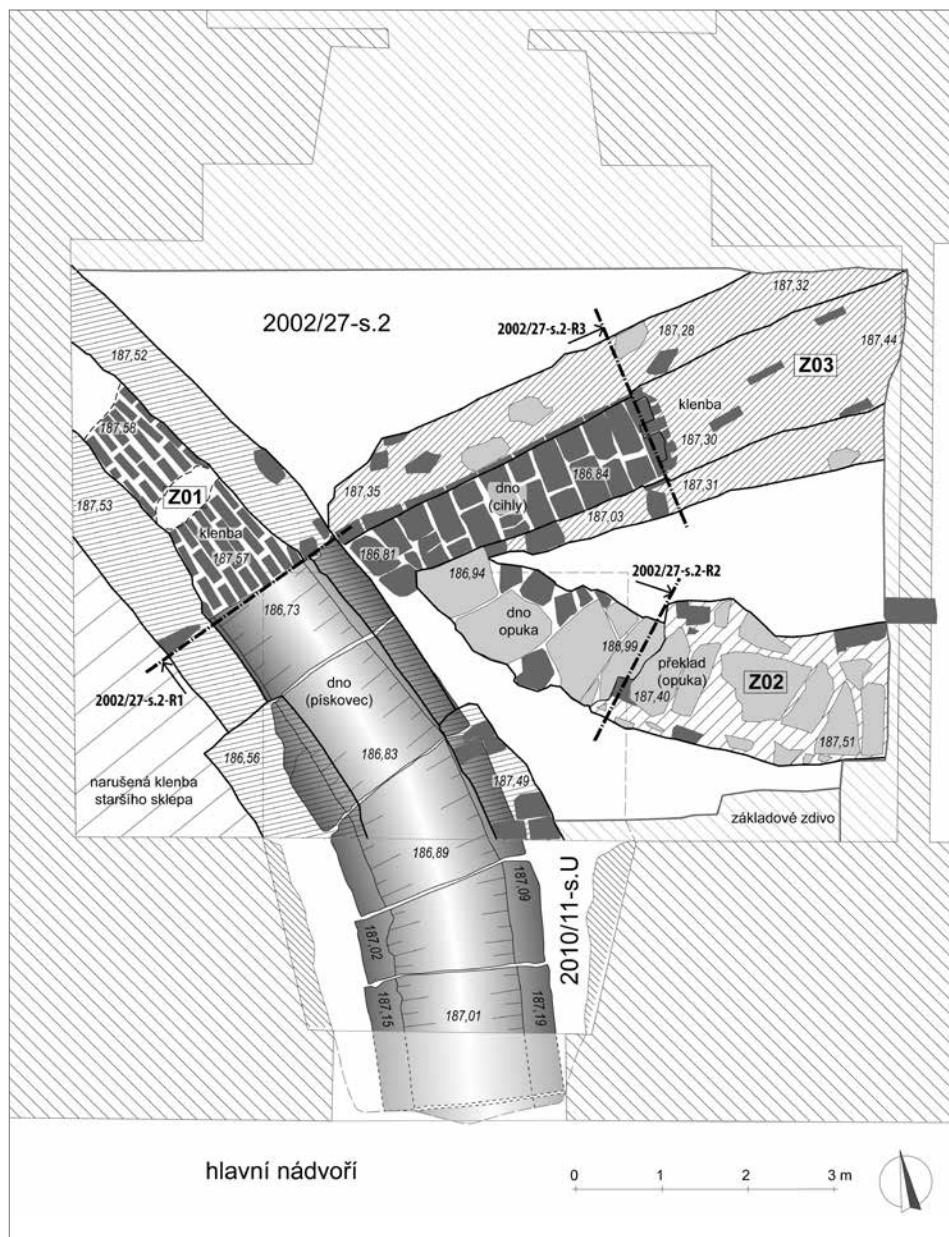 2002/27-s.2
2002/27-s.2-R3
187,32
187,28
187,44
Z03
187,52
klenba
187,58
187,30
187,53
Z01
187,35
dno
(cihly)
186,84
187,31
klenba
187,57
187,03
186,81
186,94
2002/27-s.2-R2
186,73
dno
opuka
186,99
překlad
(opuka)
Z02
2002/27-s.2-R1
dno
(pískovec)
187,40
186,56
186,83
187,51
narušená klenba
staršího sklepa
187,49
základové zdivo
186,89
187,09
2010/11-s.U
187,02
187,15
187,01
187,19
hlavní nádvoří
0 1 2 3 m